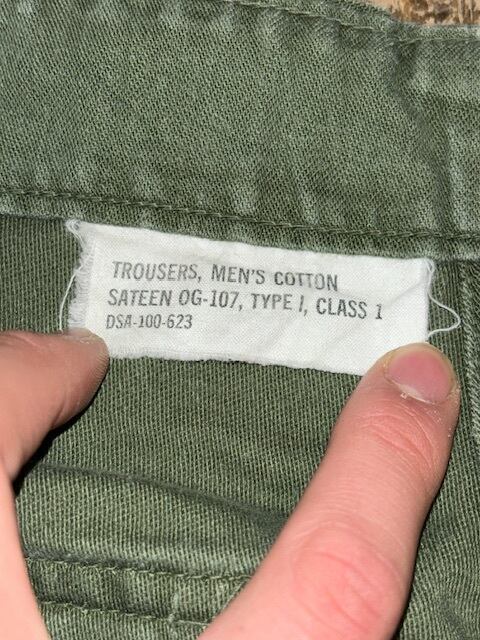 TROUSERS, MEN'S COTTON
SATEEN OG-107, TYPE I, CLASS 1
DSA-100-623